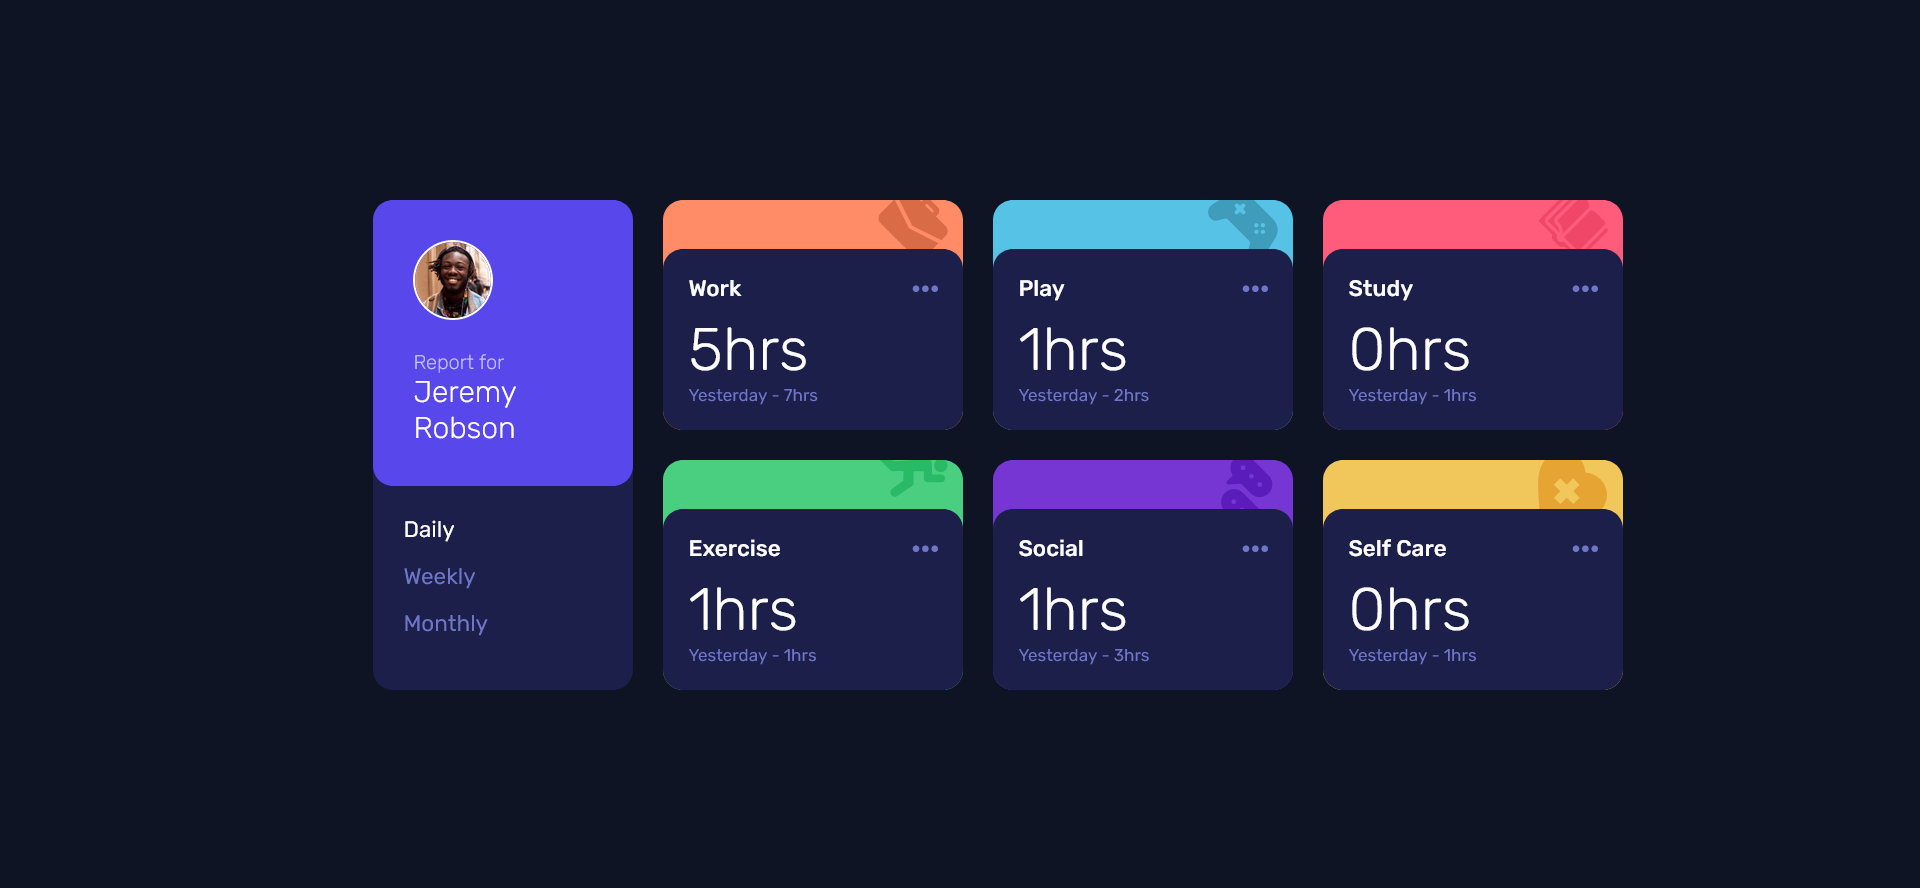 Report for
Jeremy
Robson
Daily
Weekly
Monthly
Work
5hrs
Yesterday - 7hrs
Play
1hrs
Yesterday - 2hrs
Study
0hrs
Yesterday - 1hrs
Exercise
1hrs
Yesterday - 1hrs
Social
1hrs
Yesterday - 3hrs
Self Care
0hrs
Yesterday - 1hrs